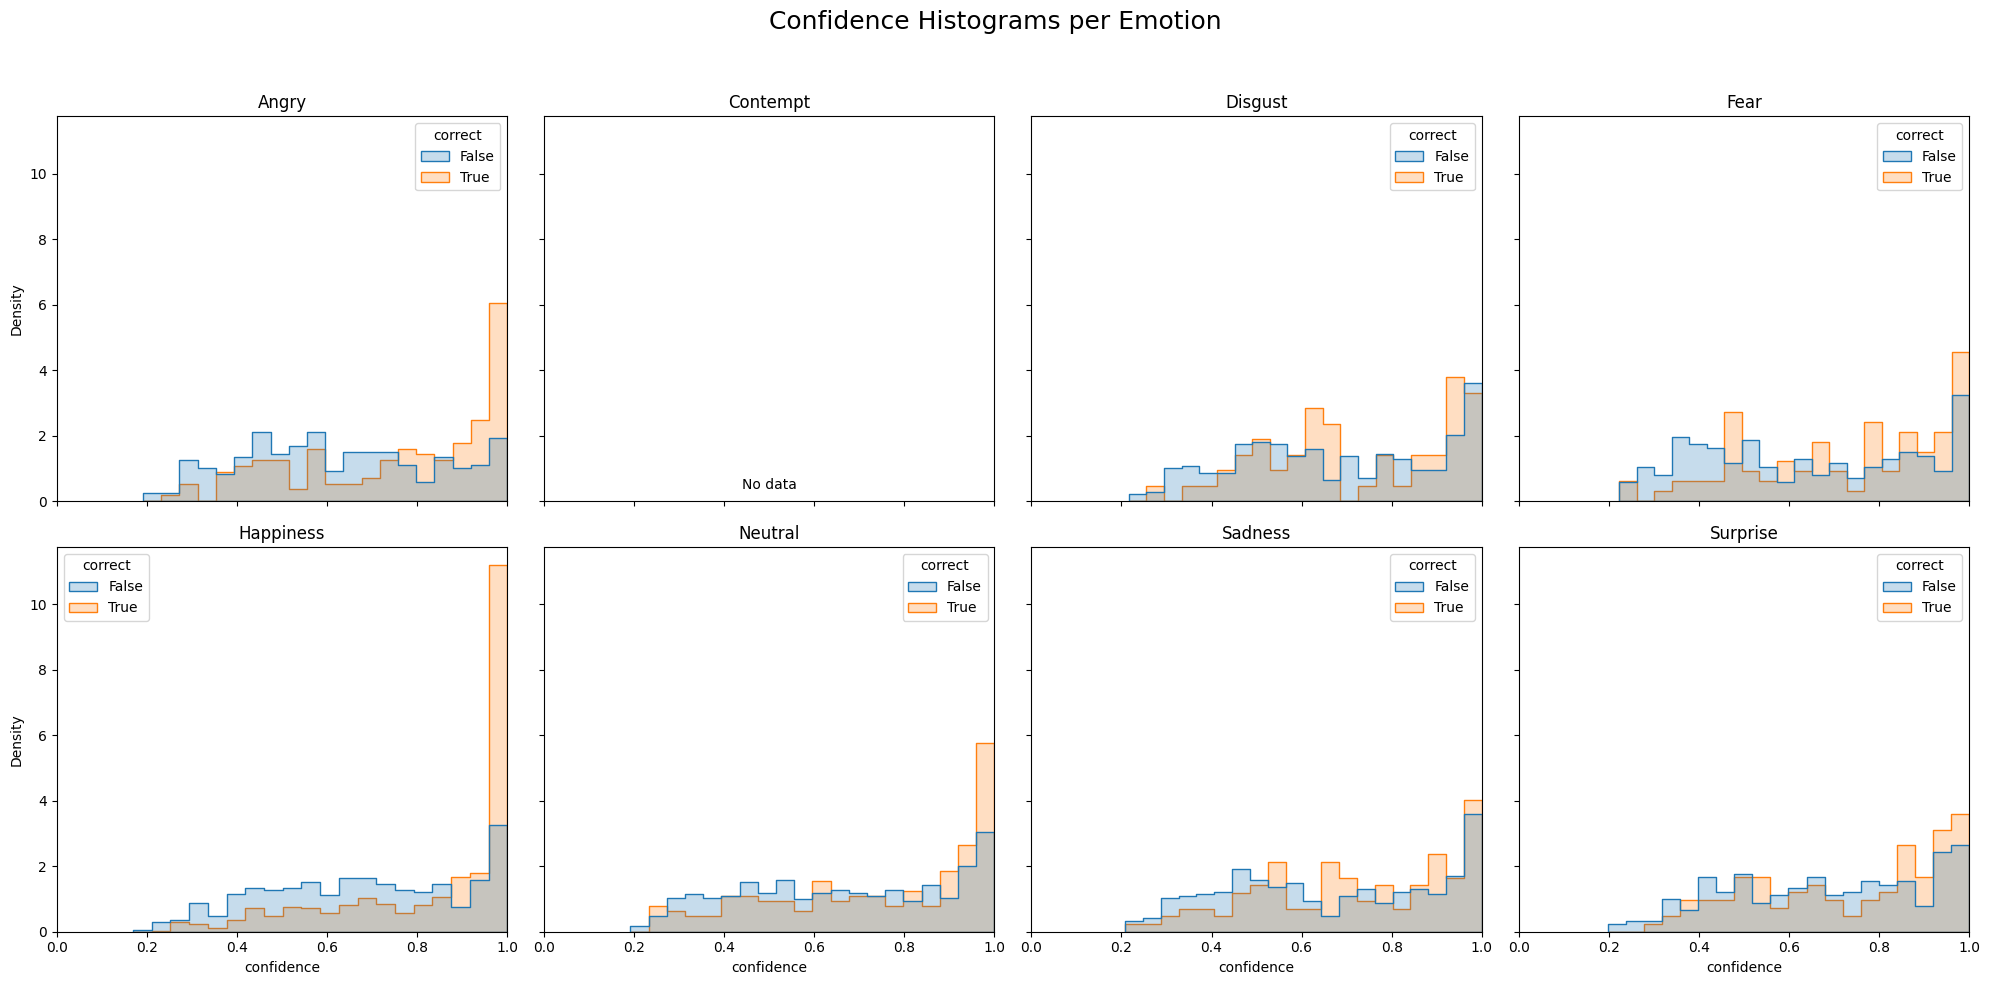 Confidence Histograms per Emotion
Angry
Contempt
Disgust
Fear
correct
False
True
correct
False
True
correct
False
True
10
8
6
4
2
0
Density
No data
Happiness
Neutral
Sadness
Surprise
correct
False
True
correct
False
True
correct
False
True
correct
False
True
10
8
6
4
2
0
Density
0.0 0.2 0.4 0.6 0.8 1.0
0.0 0.2 0.4 0.6 0.8 1.0
0.0 0.2 0.4 0.6 0.8 1.0
0.0 0.2 0.4 0.6 0.8 1.0
confidence
confidence
confidence
confidence